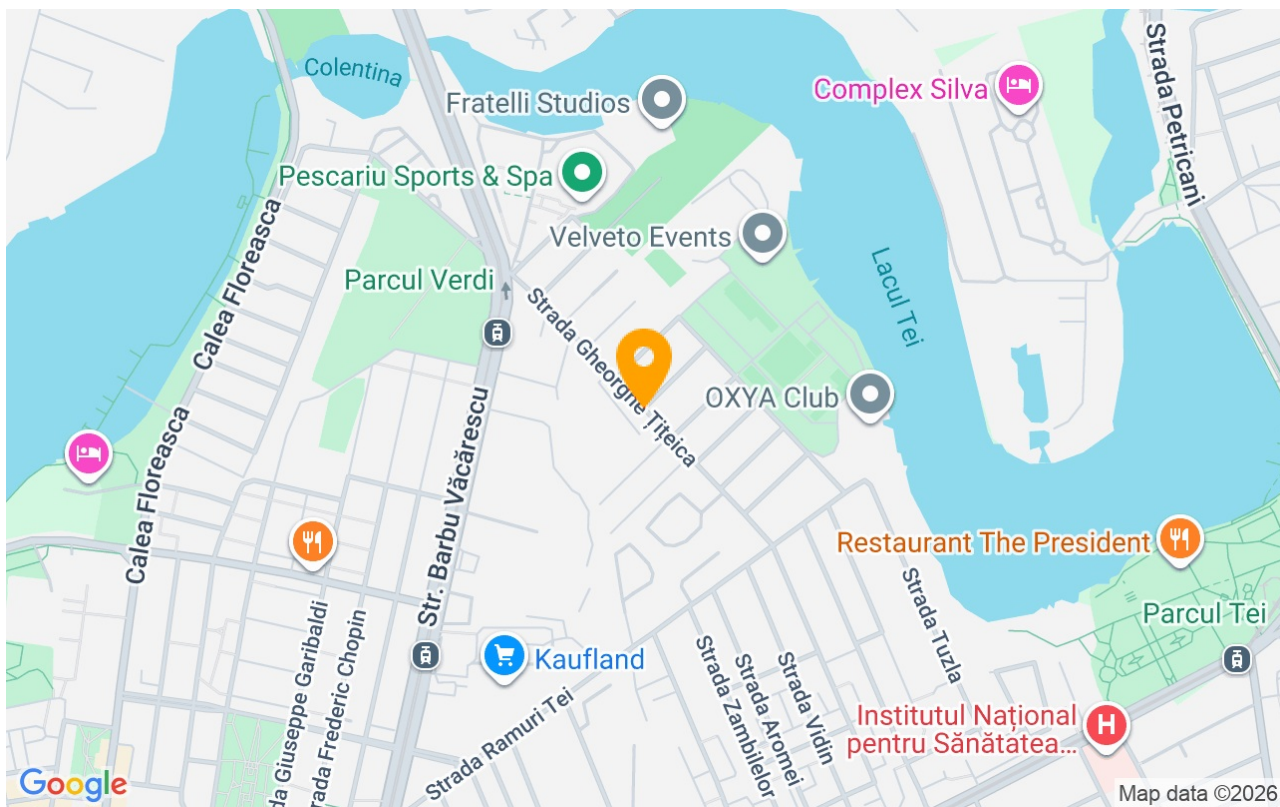 Colentina
Strada Petricani
Complex Silva
Fratelli Studios
Pescariu Sports & Spa
Calea Floreasca
Velveto Events
Parcul Verdi
Lacul Tei
Strada Gheorghe Țițeica
OXYA Club
Str. Barbu Văcărescu
Calea Floreasca
Restaurant The President
Strada Tuzla
Parcul Tei
Kaufland
da Giuseppe Garibaldi
rada Frederic Chopin
Strada Ramuri Tei
Strada Zambilelor
Strada Aromei
Strada Vidin
Institutul Național
pentru Sănătatea...
H
Google
Map data ©2026